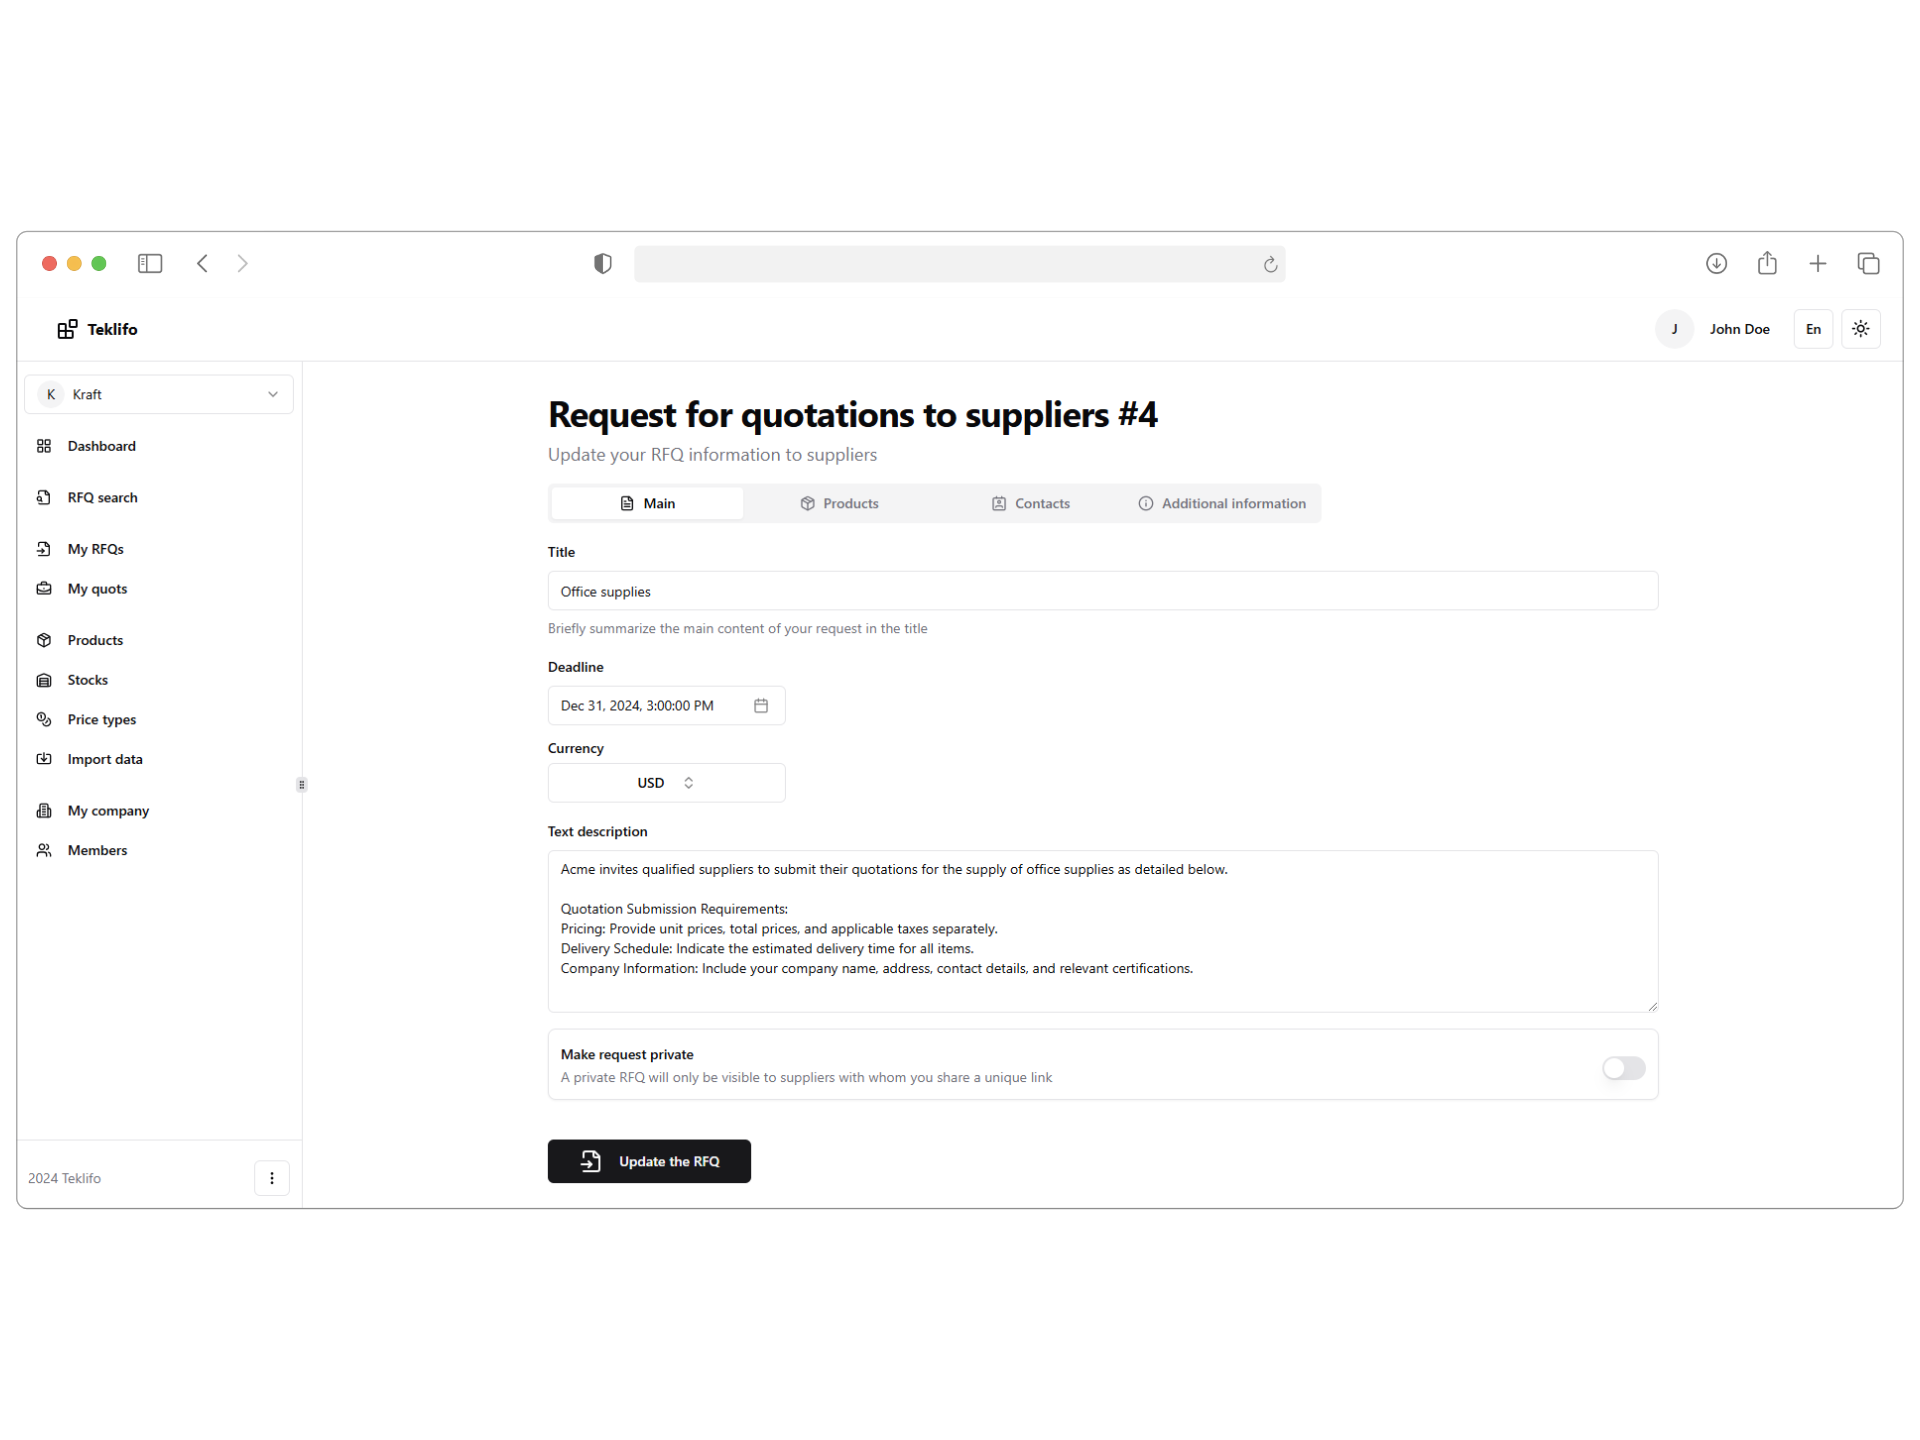 Teklifo
J
John Doe
En
K
Kraft
Dashboard
RFQ search
My RFQs
My quots
Products
Stocks
Price types
Import data
My company
Members
2024 Teklifo
Request for quotations to suppliers #4
Update your RFQ information to suppliers
Main
Products
Contacts
Additional information
Title
Office supplies
Briefly summarize the main content of your request in the title
Deadline
Dec 31, 2024, 3:00:00 PM
Currency
USD
Text description
Acme invites qualified suppliers to submit their quotations for the supply of office supplies as detailed below.
Quotation Submission Requirements:
Pricing: Provide unit prices, total prices, and applicable taxes separately.
Delivery Schedule: Indicate the estimated delivery time for all items.
Company Information: Include your company name, address, contact details, and relevant certifications.
Make request private
A private RFQ will only be visible to suppliers with whom you share a unique link
Update the RFQ